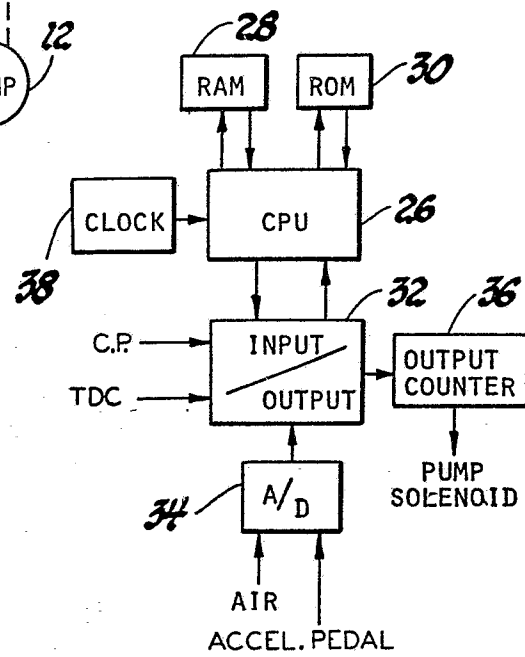 12
MP
28
RAM
ROM
30
CLOCK
CPU
26
38
32
36
C.P.
INPUT
OUTPUT
TDC
OUTPUT
COUNTER
34
A/D
PUMP
SOLENOID
AIR
ACCEL. PEDAL